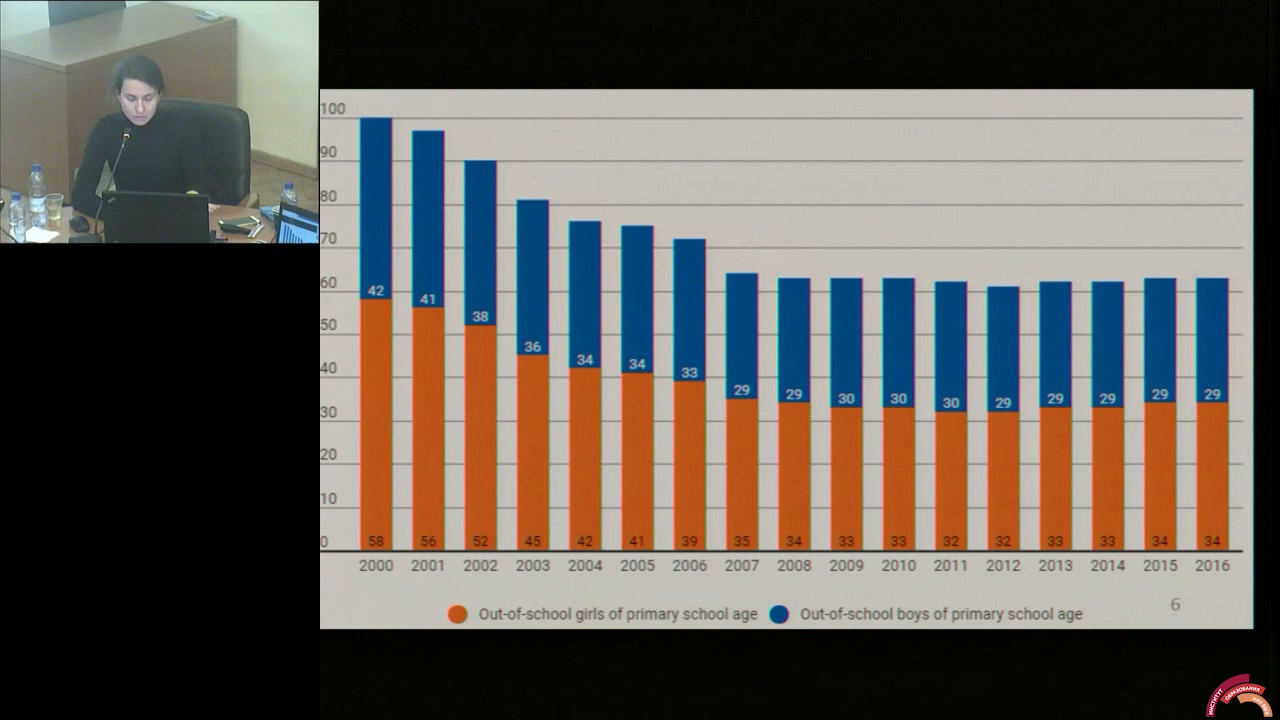 100
90
80
70
60
50
40
30
20
10
0
42 41 38 36 34 34 33 29 29 30 30 30 29 29 29 29 29
58 56 52 45 42 41 39 35 34 33 33 32 32 33 33 34 34
2000 2001 2002 2003 2004 2005 2006 2007 2008 2009 2010 2011 2012 2013 2014 2015 2016
Out-of-school girls of primary school age Out-of-school boys of primary school age
6
ИНСТИТУТ
ОБРАЗОВАНИЯ